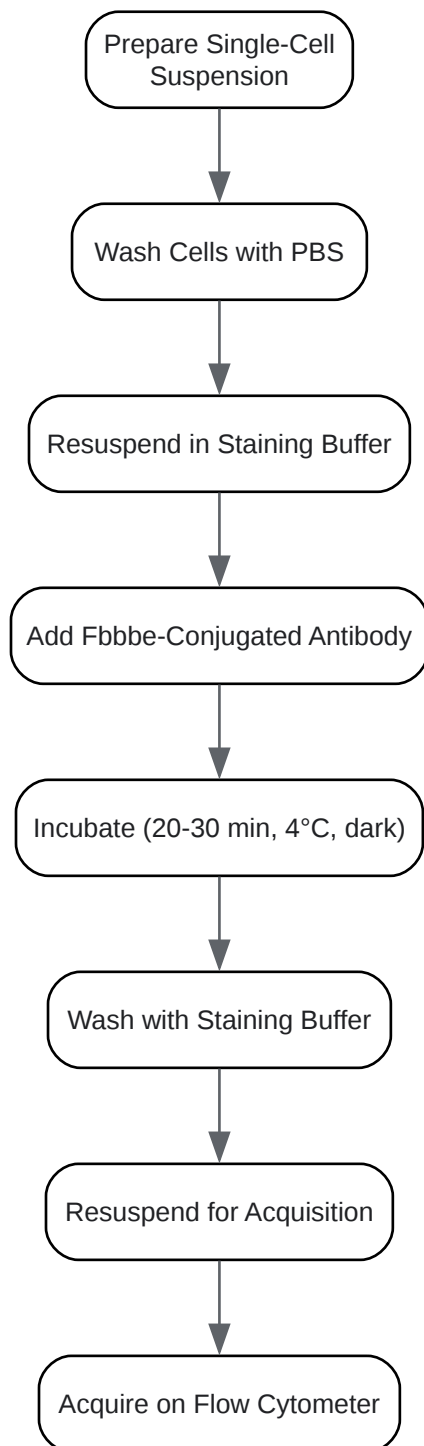 Prepare Single-Cell
Suspension
Wash Cells with PBS
Resuspend in Staining Buffer
Add Fbbbe-Conjugated Antibody
Incubate (20-30 min, 4°C, dark)
Wash with Staining Buffer
Resuspend for Acquisition
Acquire on Flow Cytometer